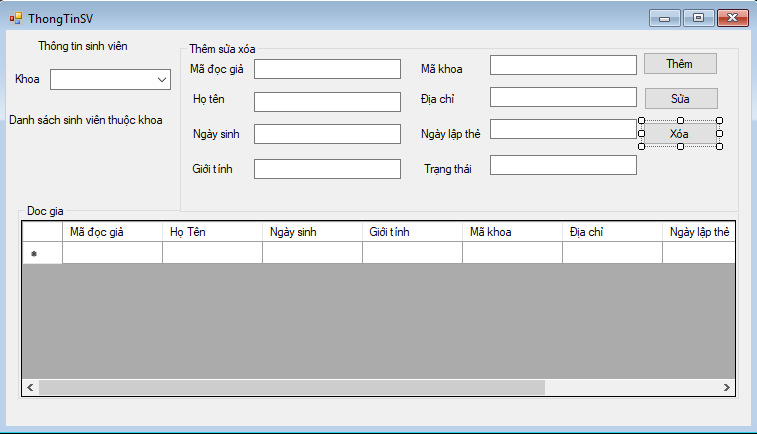 ThongTinSV
Thông tin sinh viên
Khoa
Danh sách sinh viên thuộc khoa
Thêm sửa xóa
Mã đọc giả
Mã khoa
Thêm
Họ tên
Địa chỉ
Sửa
Ngày sinh
Ngày lập thẻ
Xóa
Giới tính
Trạng thái
Doc gia
Mã đọc giả Họ Tên Ngày sinh Giới tính Mã khoa Địa chỉ Ngày lập thẻ